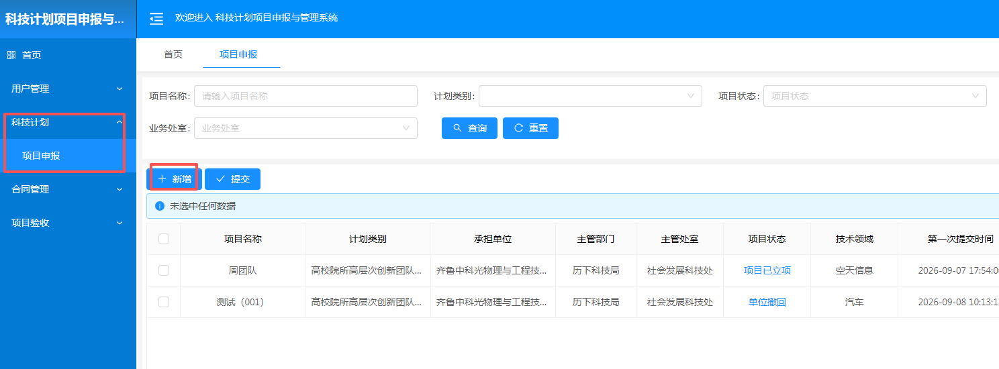 科技计划项目申报与...
欢迎进入 科技计划项目申报与管理系统
首页
用户管理
科技计划
项目申报
合同管理
项目验收
首页 项目申报
项目名称: 请输入项目名称 计划类别: 项目状态: 项目状态
业务处室: 业务处室 查询 重置
新增 提交
未选中任何数据
项目名称 计划类别 承担单位 主管部门 主管处室 项目状态 技术领域 第一次提交时间
周团队 高校院所高层次创新团队... 齐鲁中科光物理与工程技... 历下科技局 社会发展科技处 项目已立项 空天信息 2026-09-07 17:54:0
测试（001） 高校院所高层次创新团队... 齐鲁中科光物理与工程技... 历下科技局 社会发展科技处 单位撤回 汽车 2026-09-08 10:13:1